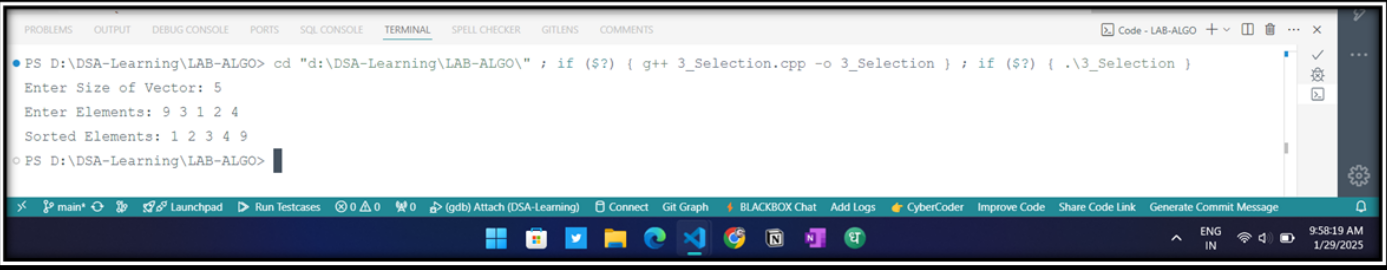 PROBLEMS OUTPUT DEBUG CONSOLE PORTS SQL CONSOLE TERMINAL SPELL CHECKER GITLENS COMMENTS Code - LAB-ALGO
PS D:\DSA-Learning\LAB-ALGO> cd "d:\DSA-Learning\LAB-ALGO\" ; if ($?) { g++ 3_Selection.cpp -o 3_Selection } ; if ($?) { .\3_Selection }
Enter Size of Vector: 5
Enter Elements: 9 3 1 2 4
Sorted Elements: 1 2 3 4 9
PS D:\DSA-Learning\LAB-ALGO>
main* Launchpad Run Testcases 0 0 0 (gdb) Attach (DSA-Learning) Connect Git Graph BLACKBOX Chat Add Logs CyberCoder Improve Code Share Code Link Generate Commit Message
ENG 9:58:19 AM
IN 1/29/2025